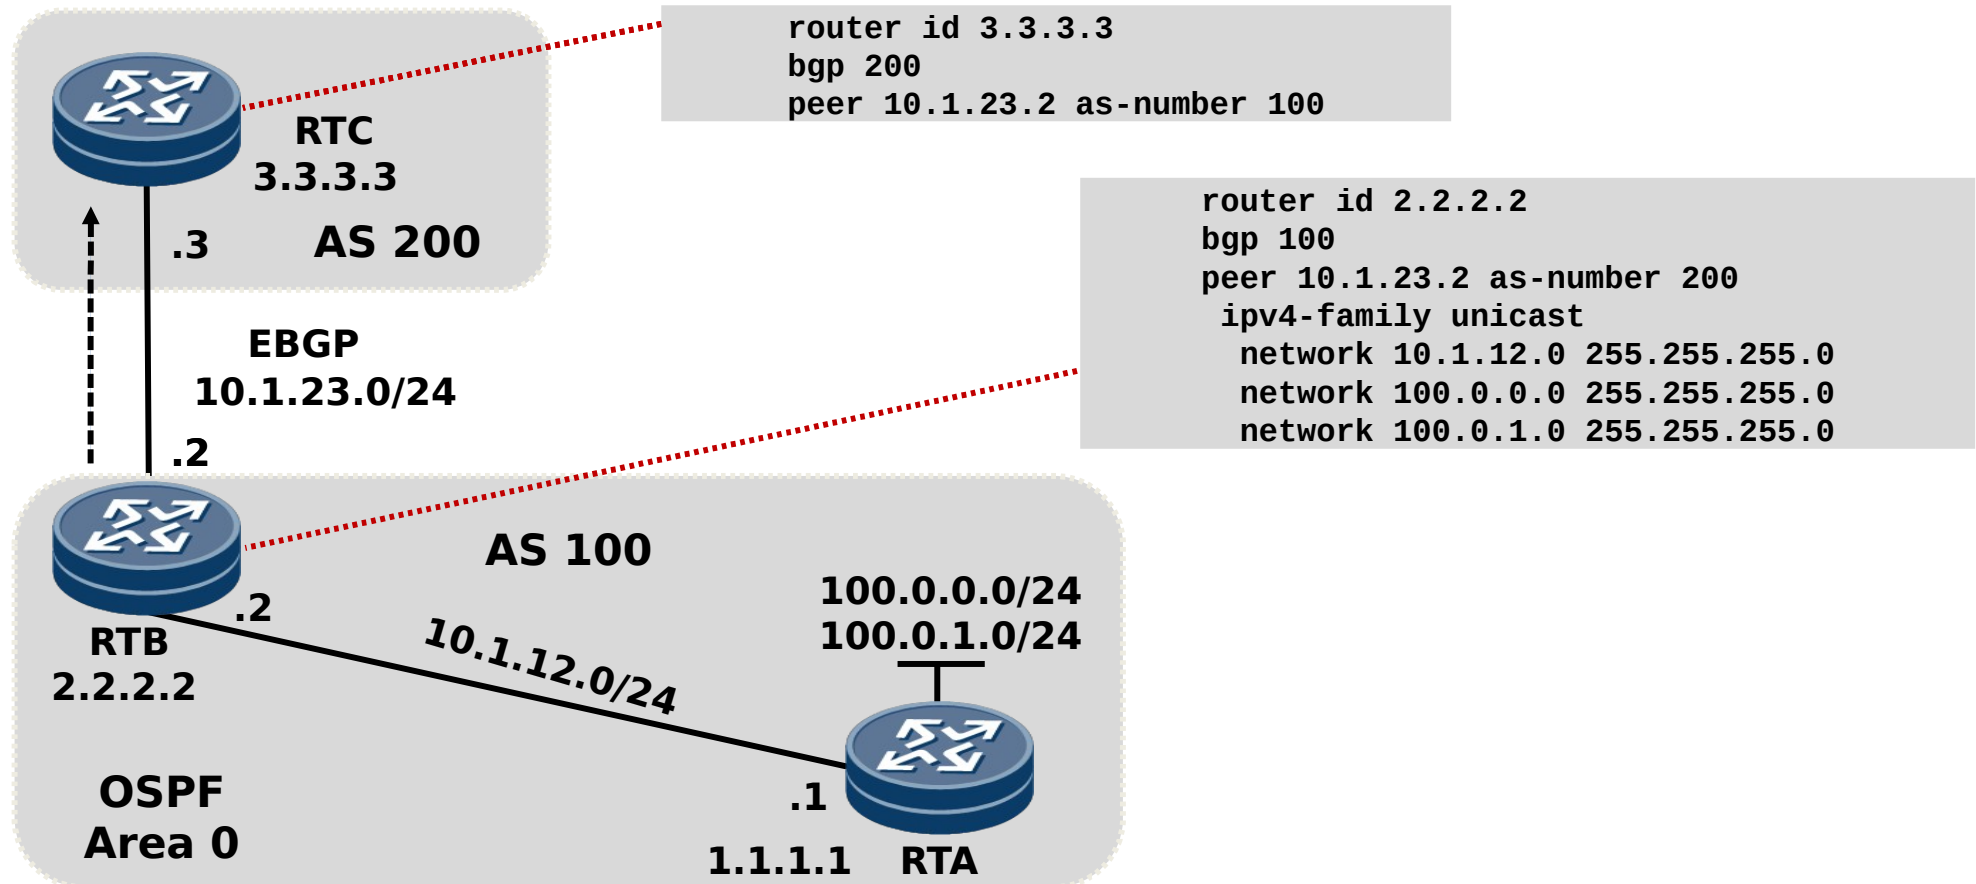 router id 3.3.3.3
bgp 200
peer 10.1.23.2 as-number 100
RTC
3.3.3.3
.3
AS 200
router id 2.2.2.2
bgp 100
peer 10.1.23.2 as-number 200
ipv4-family unicast
network 10.1.12.0 255.255.255.0
network 100.0.0.0 255.255.255.0
network 100.0.1.0 255.255.255.0
EBGP
10.1.23.0/24
.2
AS 100
.2
RTB
2.2.2.2
10.1.12.0/24
100.0.0.0/24
100.0.1.0/24
OSPF
Area 0
.1
1.1.1.1
RTA